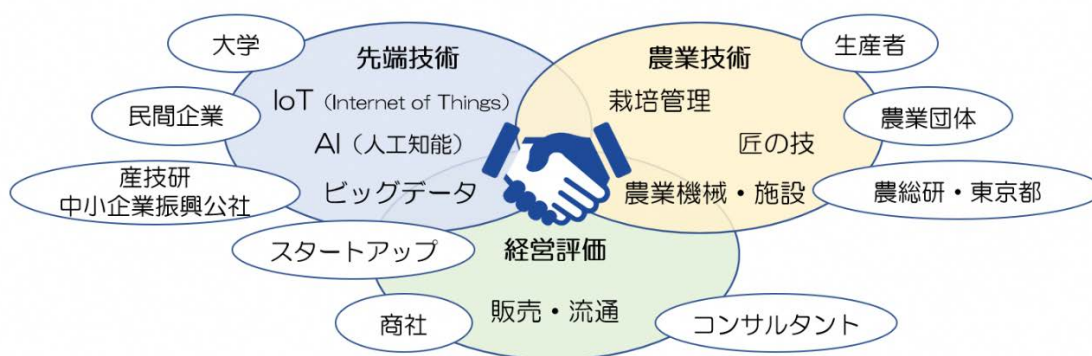 大学
先端技術
農業技術
生産者
IoT（Internet of Things）
栽培管理
民間企業
農業団体
AI（人工知能）
匠の技
産技研
中小企業振興公社
ビッグデータ
農業機械・施設
農総研・東京都
スタートアップ
経営評価
商社
販売・流通
コンサルタント